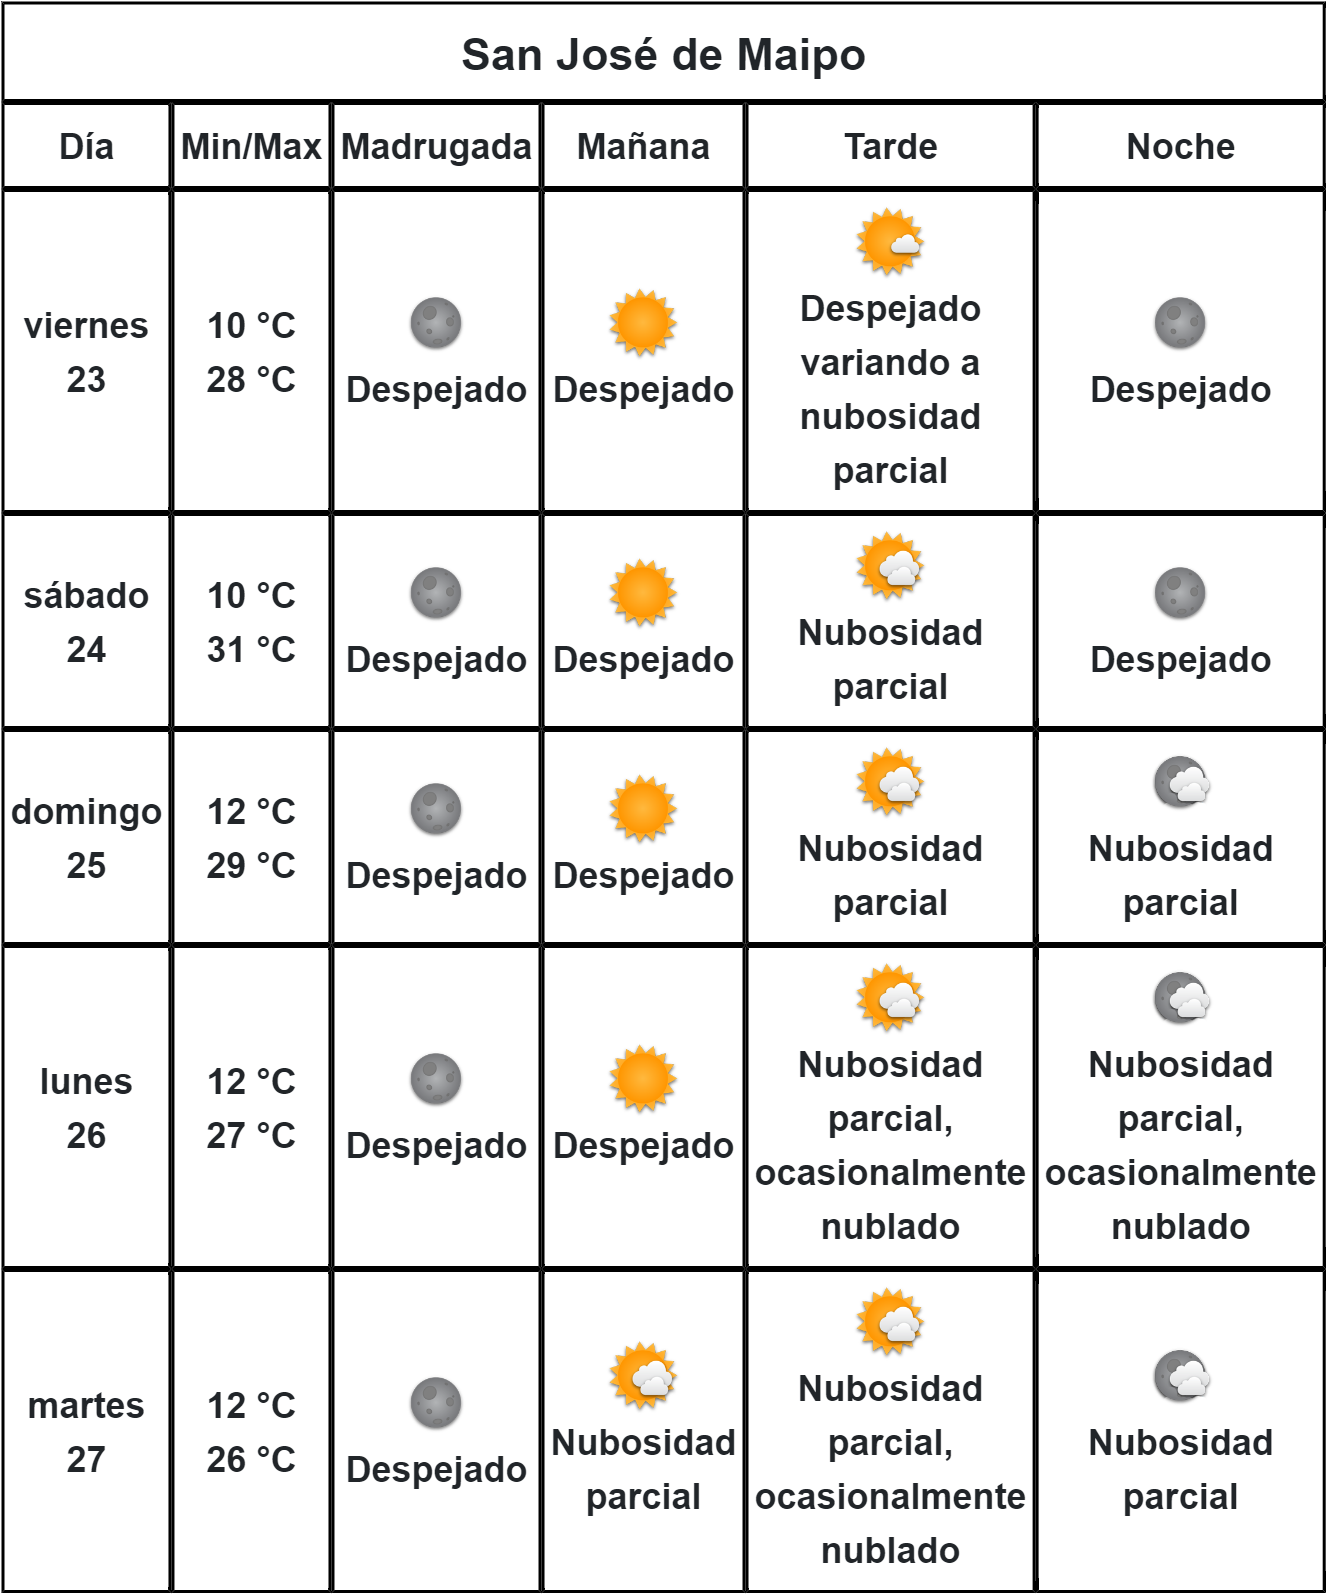 San José de Maipo
Día Min/Max Madrugada Mañana Tarde Noche
viernes
23
10 °C
28 °C
Despejado
Despejado
Despejado
variando a
nubosidad
parcial
Despejado
sábado
24
10 °C
31 °C
Despejado
Despejado
Nubosidad
parcial
Despejado
domingo
25
12 °C
29 °C
Despejado
Despejado
Nubosidad
parcial
Nubosidad
parcial
lunes
26
12 °C
27 °C
Despejado
Despejado
Nubosidad
parcial,
ocasionalmente
nublado
Nubosidad
parcial,
ocasionalmente
nublado
martes
27
12 °C
26 °C
Despejado
Nubosidad
parcial
Nubosidad
parcial,
ocasionalmente
nublado
Nubosidad
parcial